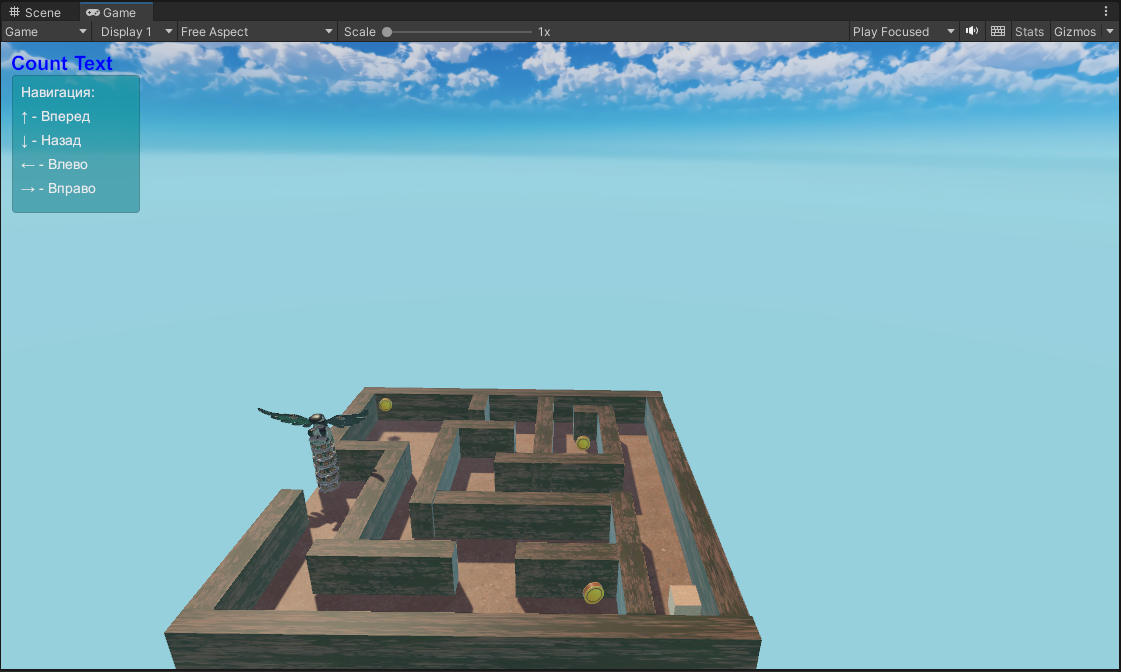 Scene Game
Game Display 1 Free Aspect Scale 1x Play Focused Stats Gizmos
Count Text
Навигация:
↑ - Вперед
↓ - Назад
← - Влево
→ - Вправо